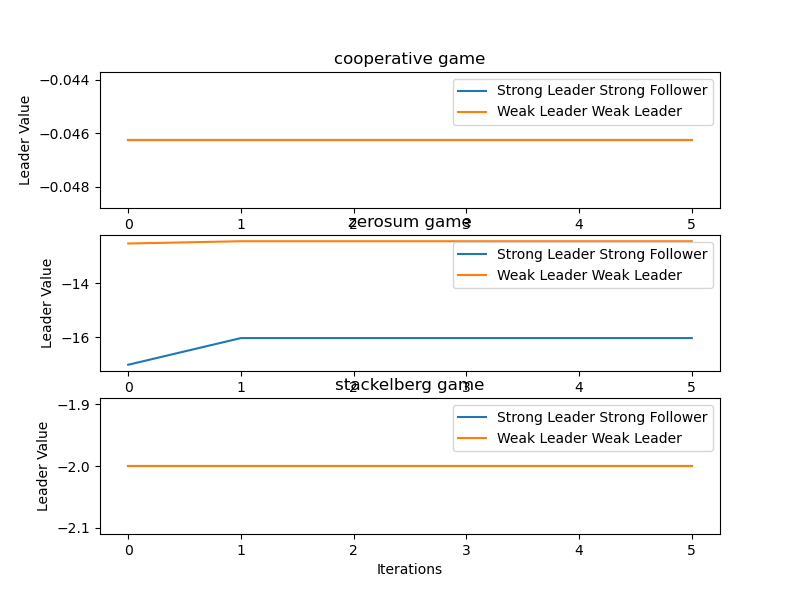 cooperative game
−0.044
−0.046
−0.048
Leader Value
Strong Leader Strong Follower
Weak Leader Weak Leader
0 1 2 3 4 5
zerosum game
−14
−16
Leader Value
Strong Leader Strong Follower
Weak Leader Weak Leader
0 1 2 3 4 5
stackelberg game
−1.9
−2.0
−2.1
Leader Value
Strong Leader Strong Follower
Weak Leader Weak Leader
0 1 2 3 4 5
Iterations